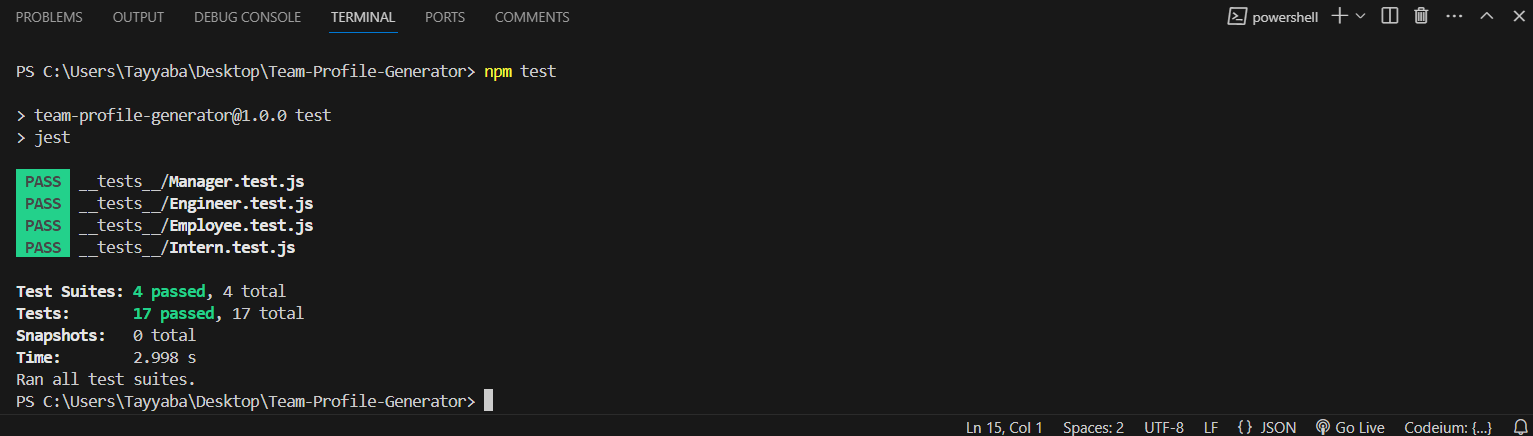 PROBLEMS OUTPUT DEBUG CONSOLE TERMINAL PORTS COMMENTS powershell
PS C:\Users\Tayyaba\Desktop\Team-Profile-Generator> npm test
> team-profile-generator@1.0.0 test
> jest
PASS __tests__/Manager.test.js
PASS __tests__/Engineer.test.js
PASS __tests__/Employee.test.js
PASS __tests__/Intern.test.js
Test Suites: 4 passed, 4 total
Tests: 17 passed, 17 total
Snapshots: 0 total
Time: 2.998 s
Ran all test suites.
PS C:\Users\Tayyaba\Desktop\Team-Profile-Generator>
Ln 15, Col 1 Spaces: 2 UTF-8 LF {} JSON Go Live Codeium: {...}